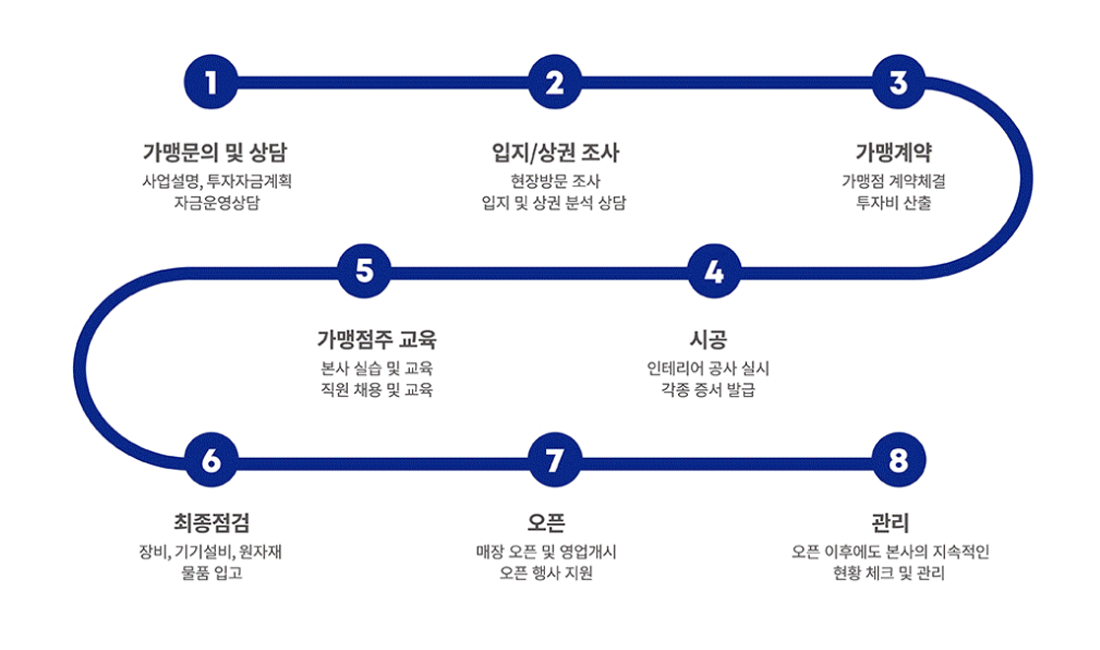 1
가맹문의 및 상담
사업설명, 투자자금계획
자금운영상담
2
입지/상권 조사
현장방문 조사
입지 및 상권 분석 상담
3
가맹계약
가맹점 계약체결
투자비 산출
4
시공
인테리어 공사 실시
각종 증서 발급
5
가맹점주 교육
본사 실습 및 교육
직원 채용 및 교육
6
최종점검
장비, 기기설비, 원자재
물품 입고
7
오픈
매장 오픈 및 영업개시
오픈 행사 지원
8
관리
오픈 이후에도 본사의 지속적인
현황 체크 및 관리